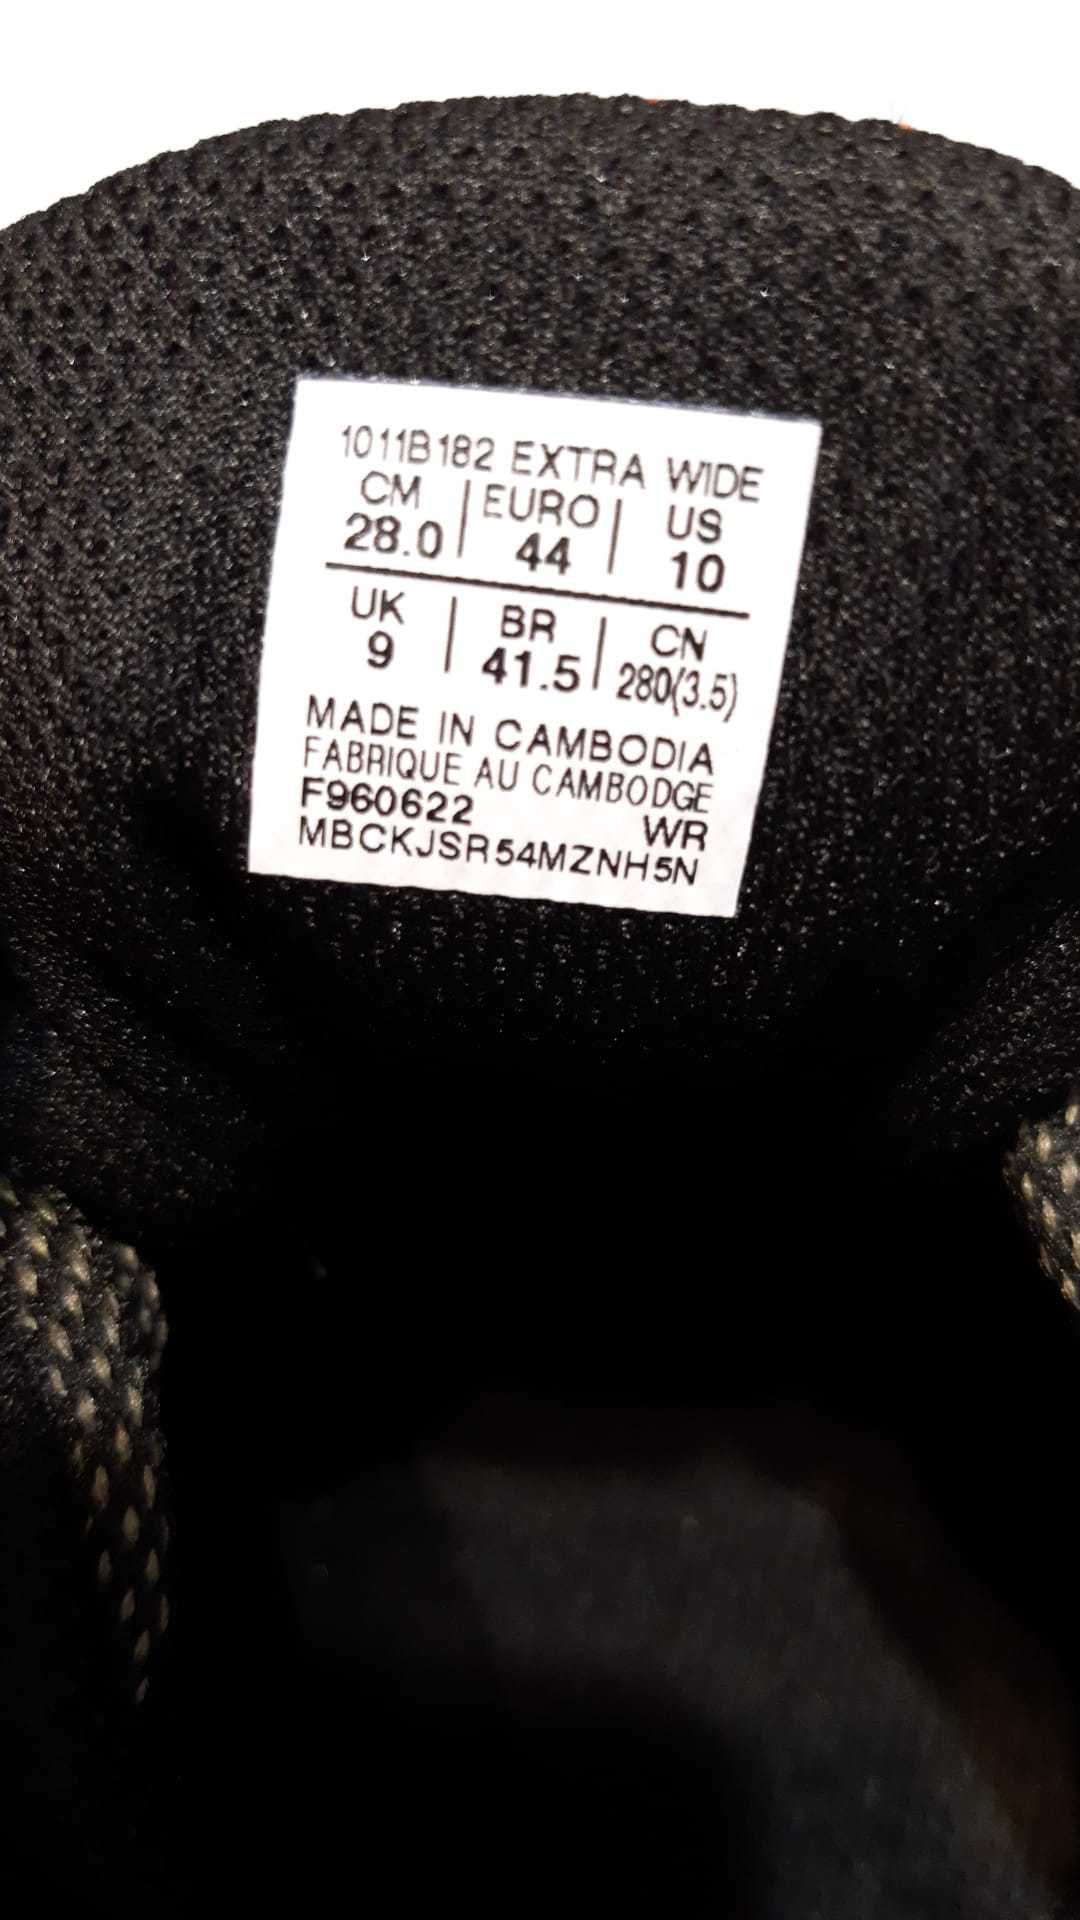 1011B182 EXTRA WIDE
CM | EURO | US
28.0 | 44 | 10
UK | BR | CN
9 | 41.5 | 280(3.5)
MADE IN CAMBODIA
FABRIQUE AU CAMBODGE
F960622 WR
MBCKJSR54MZNH5N